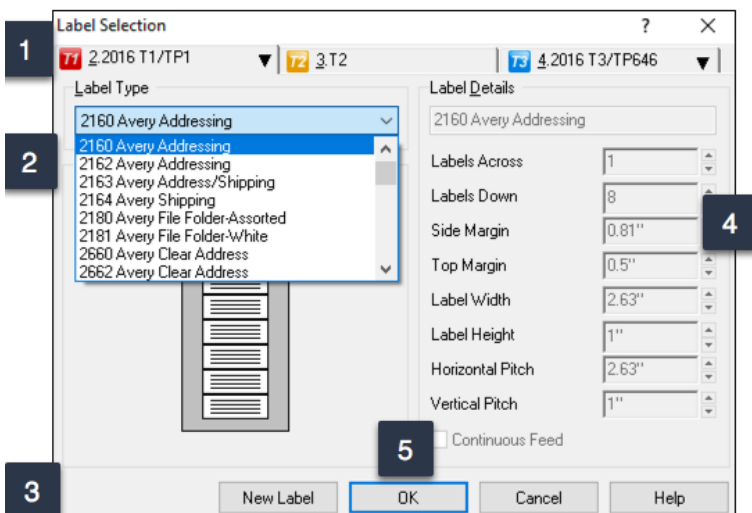 Label Selection ? ×
1
T1 2.2016 T1/TP1 ▼ T2 3.T2 T3 4.2016 T3/TP646 ▼
Label Type
2160 Avery Addressing
2
2160 Avery Addressing
2162 Avery Addressing
2163 Avery Address/Shipping
2164 Avery Shipping
2180 Avery File Folder-Assorted
2181 Avery File Folder-White
2660 Avery Clear Address
2662 Avery Clear Address
Label Details
2160 Avery Addressing
Labels Across 1
Labels Down 8
4
Side Margin 0.81"
Top Margin 0.5"
Label Width 2.63"
Label Height 1"
Horizontal Pitch 2.63"
Vertical Pitch 1"
Continuous Feed
5
3
New Label OK Cancel Help